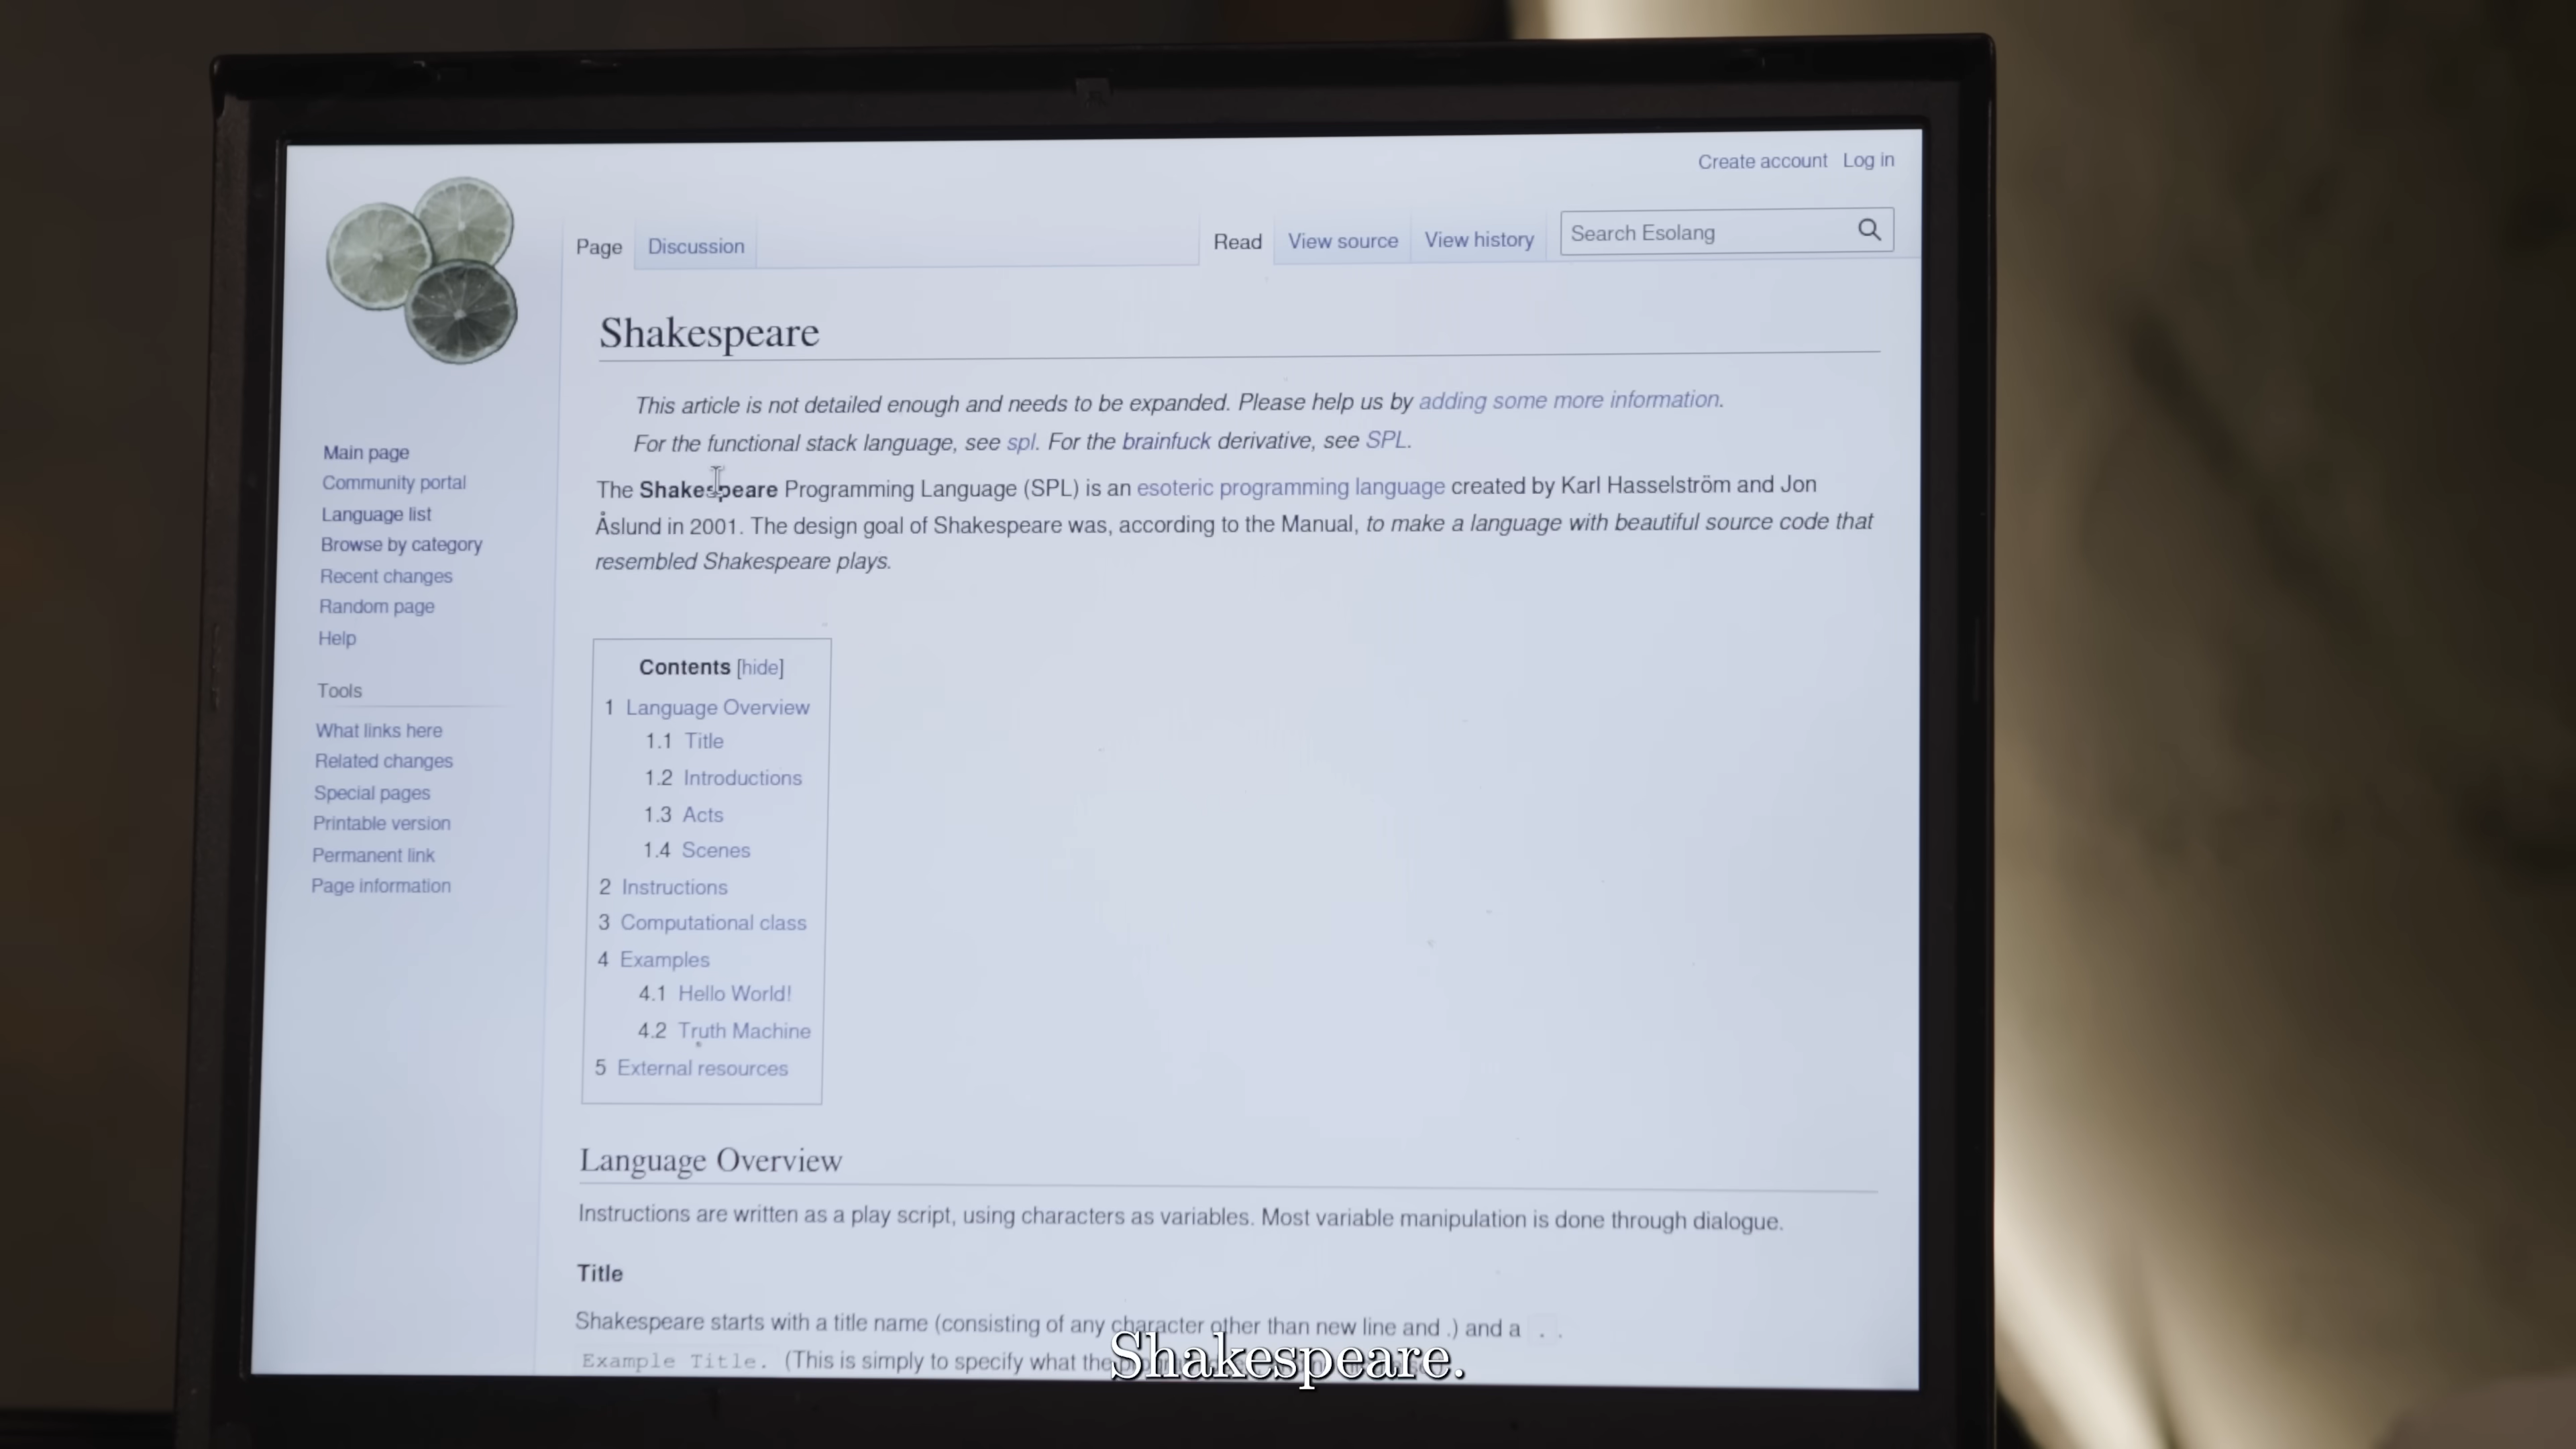 Create account Log in
Page Discussion Read View source View history Search Esolang
Shakespeare
This article is not detailed enough and needs to be expanded. Please help us by adding some more information.
For the functional stack language, see spl. For the brainfuck derivative, see SPL.
The Shakespeare Programming Language (SPL) is an esoteric programming language created by Karl Hasselström and Jon
Åslund in 2001. The design goal of Shakespeare was, according to the Manual, to make a language with beautiful source code that
resembled Shakespeare plays.
Main page
Community portal
Language list
Browse by category
Recent changes
Random page
Help
Tools
What links here
Related changes
Special pages
Printable version
Permanent link
Page information
Contents [hide]
1 Language Overview
1.1 Title
1.2 Introductions
1.3 Acts
1.4 Scenes
2 Instructions
3 Computational class
4 Examples
4.1 Hello World!
4.2 Truth Machine
5 External resources
Language Overview
Instructions are written as a play script, using characters as variables. Most variable manipulation is done through dialogue.
Title
Shakespeare starts with a title name (consisting of any character other than new line and .) and a . .
Example Title. (This is simply to specify what the
Shakespeare.